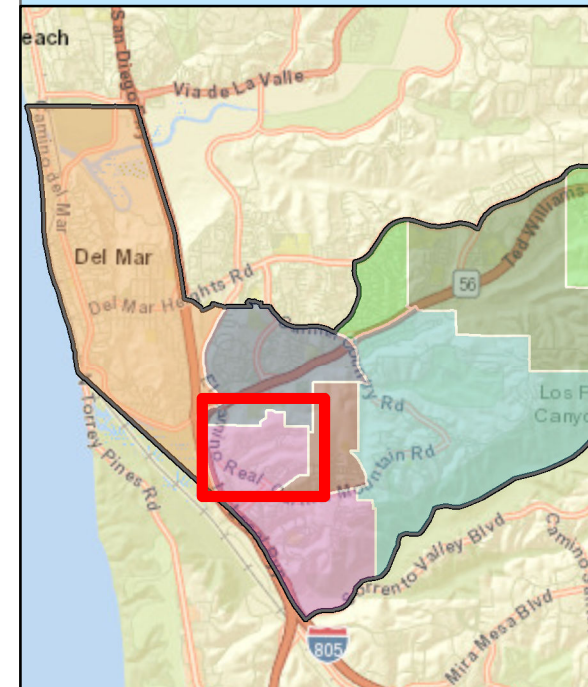 each
San Diego
Via de La Valle
Camino del Mar
Del Mar
Del Mar Heights Rd
Ted Williams
56
Carmel Country Rd
El Camino Real
Los P
Canyo
Mountain Rd
N Torrey Pines Rd
Sorrento Valley Blvd
Camino
Mira Mesa Blvd
805